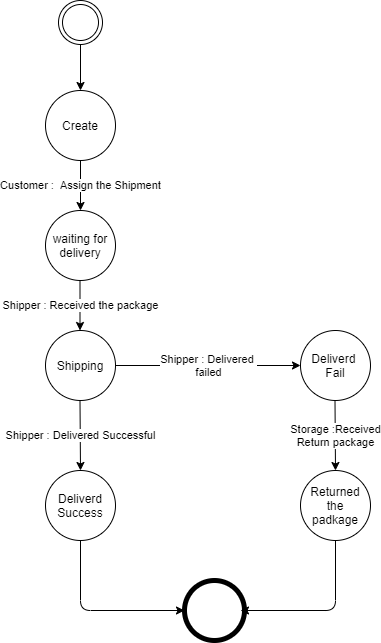 Create
Customer : Assign the Shipment
waiting for
delivery
Shipper : Received the package
Shipping
Shipper : Delivered
failed
Deliverd
Fail
Shipper : Delivered Successful
Storage :Received
Return package
Deliverd
Success
Returned
the
padkage